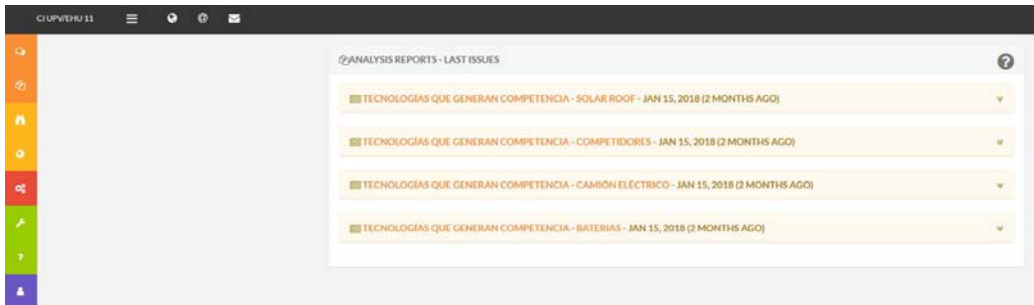 CI UPV/EHU 11 @
ANALYSIS REPORTS - LAST ISSUES ?
TECNOLOGÍAS QUE GENERAN COMPETENCIA - SOLAR ROOF - JAN 15, 2018 (2 MONTHS AGO)
TECNOLOGÍAS QUE GENERAN COMPETENCIA - COMPETIDORES - JAN 15, 2018 (2 MONTHS AGO)
TECNOLOGÍAS QUE GENERAN COMPETENCIA - CAMIÓN ELÉCTRICO - JAN 15, 2018 (2 MONTHS AGO)
TECNOLOGÍAS QUE GENERAN COMPETENCIA - BATERIAS - JAN 15, 2018 (2 MONTHS AGO)
?